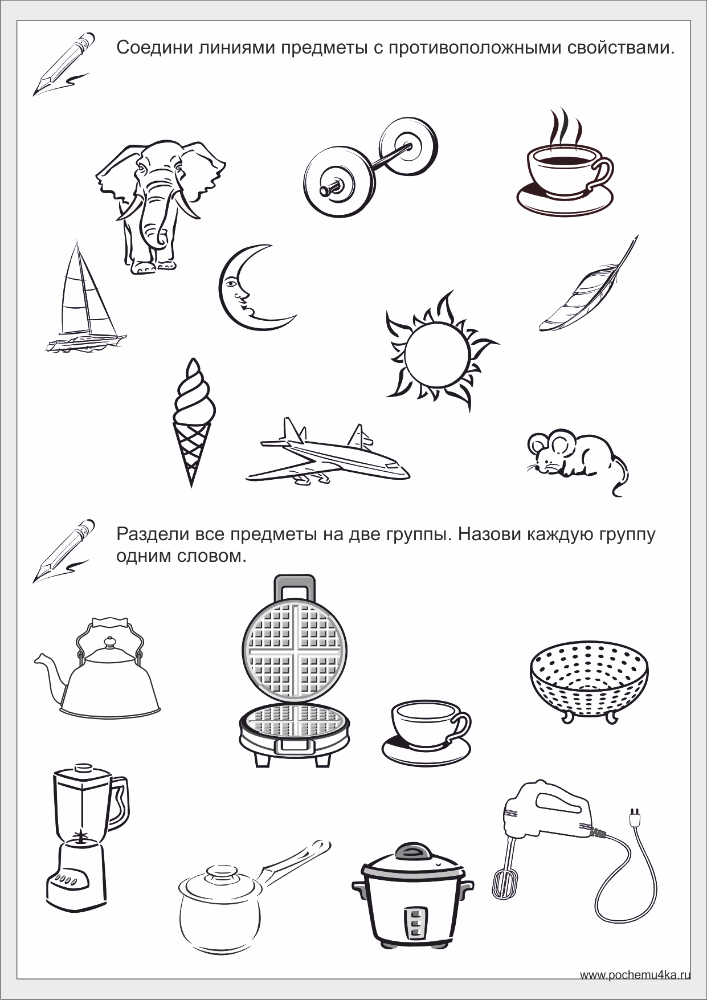 Соедини линиями предметы с противоположными свойствами.
Раздели все предметы на две группы. Назови каждую группу
одним словом.
www.pochemu4ka.ru